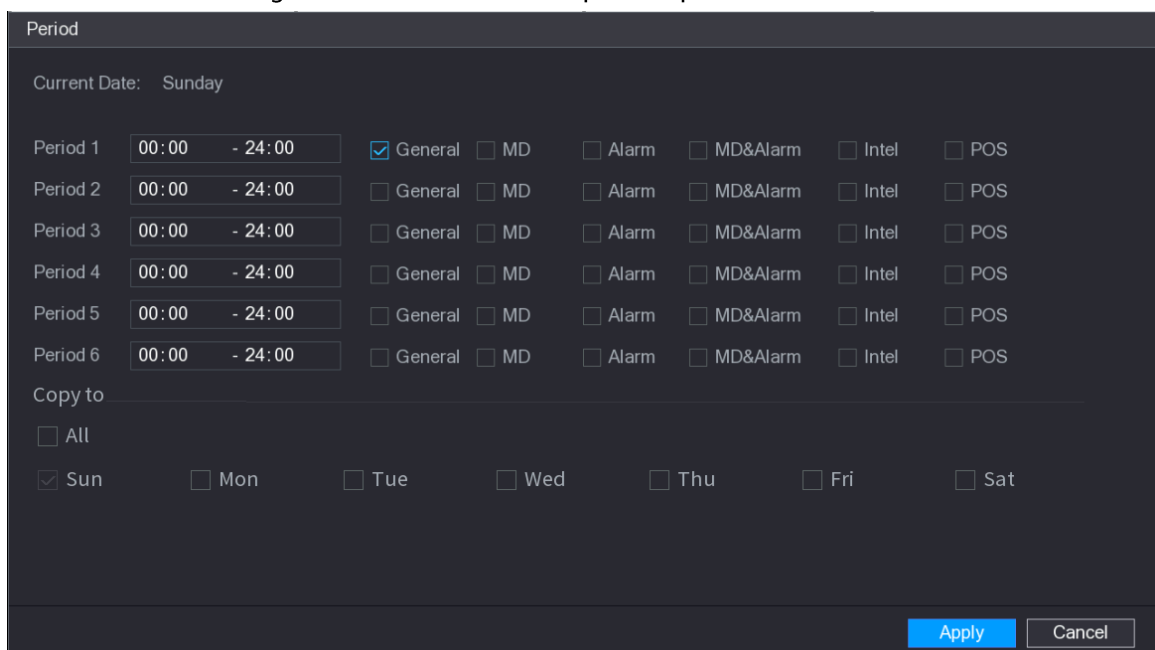 Period
Current Date: Sunday
Period 1 00:00 - 24:00 General MD Alarm MD&Alarm Intel POS
Period 2 00:00 - 24:00 General MD Alarm MD&Alarm Intel POS
Period 3 00:00 - 24:00 General MD Alarm MD&Alarm Intel POS
Period 4 00:00 - 24:00 General MD Alarm MD&Alarm Intel POS
Period 5 00:00 - 24:00 General MD Alarm MD&Alarm Intel POS
Period 6 00:00 - 24:00 General MD Alarm MD&Alarm Intel POS
Copy to
All
Sun Mon Tue Wed Thu Fri Sat
Apply Cancel